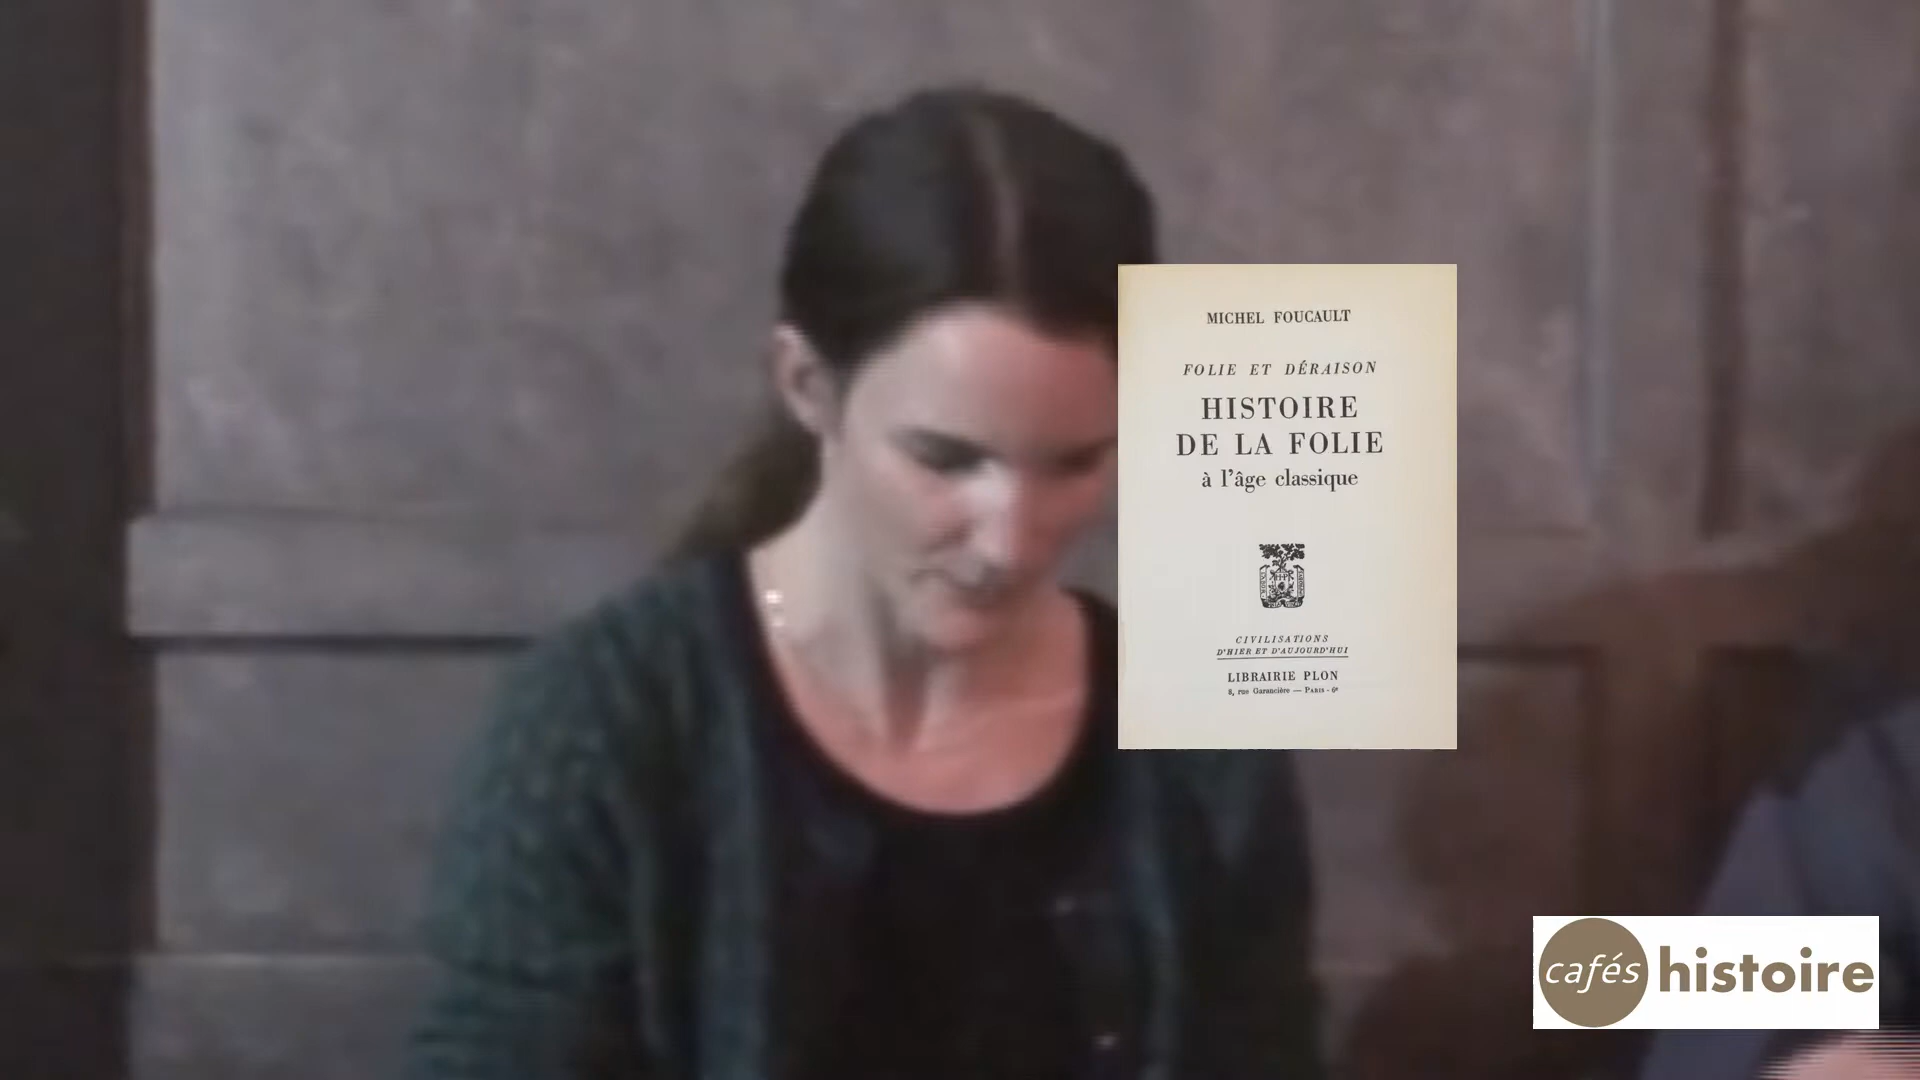 MICHEL FOUCAULT
FOLIE ET DÉRAISON
HISTOIRE
DE LA FOLIE
à l'âge classique
CIVILISATIONS
D'HIER ET D'AUJOURD'HUI
LIBRAIRIE PLON
8, rue Garancière — PARIS - 6e
cafés histoire